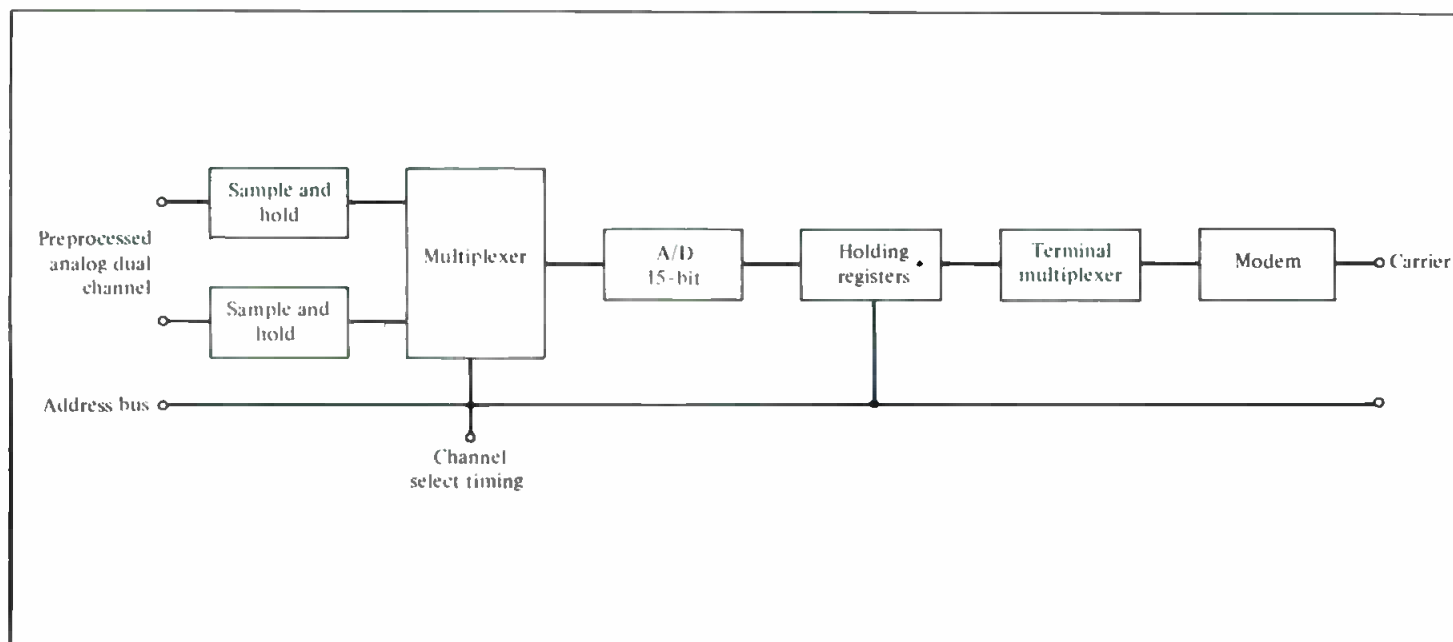 Sample and
hold
Preprocessed
analog dual
channel
Sample and
hold
Multiplexer
A/D
15-bit
Holding
registers
Terminal
multiplexer
Modem
Carrier
Address bus
Channel
select timing